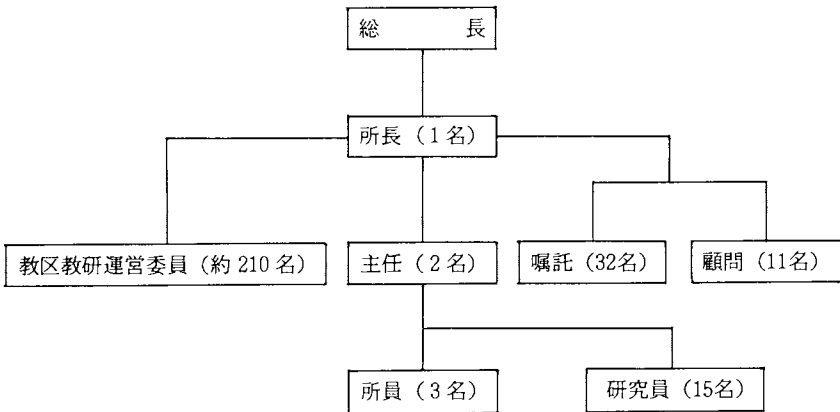 総　　　　長
所長（1名）
教区教研運営委員（約 210 名）
主任（2名）
嘱託（32名）
顧問（11名）
所員（3名）
研究員（15名）